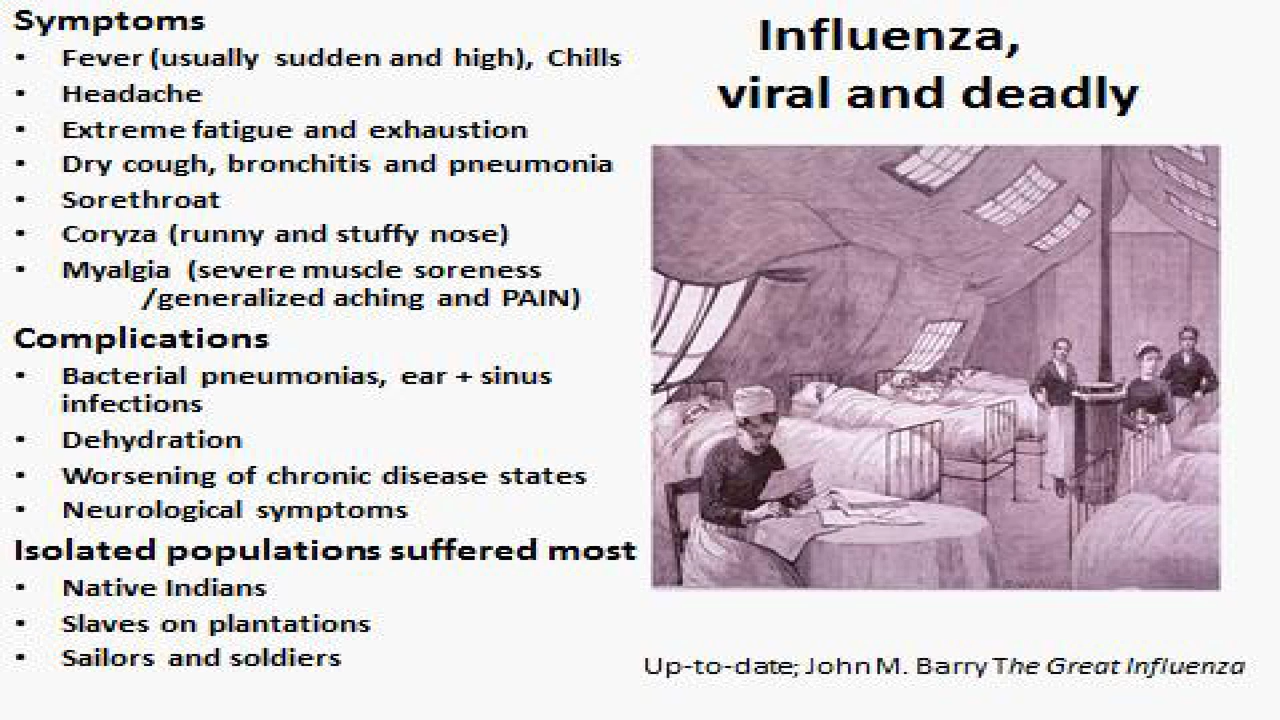 Symptoms
• Fever (usually sudden and high), Chills
• Headache
• Extreme fatigue and exhaustion
• Dry cough, bronchitis and pneumonia
• Sorethroat
• Coryza (runny and stuffy nose)
• Myalgia (severe muscle soreness
/generalized aching and PAIN)
Complications
• Bacterial pneumonias, ear + sinus
infections
• Dehydration
• Worsening of chronic disease states
• Neurological symptoms
Isolated populations suffered most
• Native Indians
• Slaves on plantations
• Sailors and soldiers
Influenza,
viral and deadly
Up-to-date; John M. Barry The Great Influenza